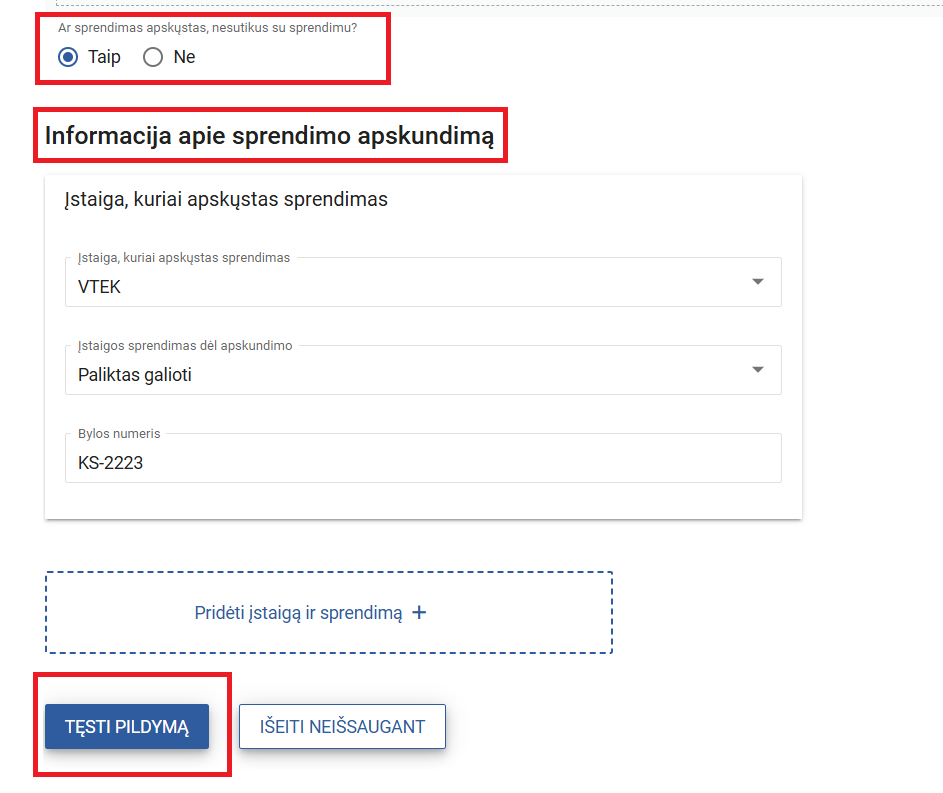 Ar sprendimas apskųstas, nesutikus su sprendimu?
Taip Ne
Informacija apie sprendimo apskundimą
Įstaiga, kuriai apskųstas sprendimas
Įstaiga, kuriai apskųstas sprendimas
VTEK
Įstaigos sprendimas dėl apskundimo
Paliktas galioti
Bylos numeris
KS-2223
Pridėti įstaigą ir sprendimą +
TĘSTI PILDYMĄ IŠEITI NEIŠSAUGANT